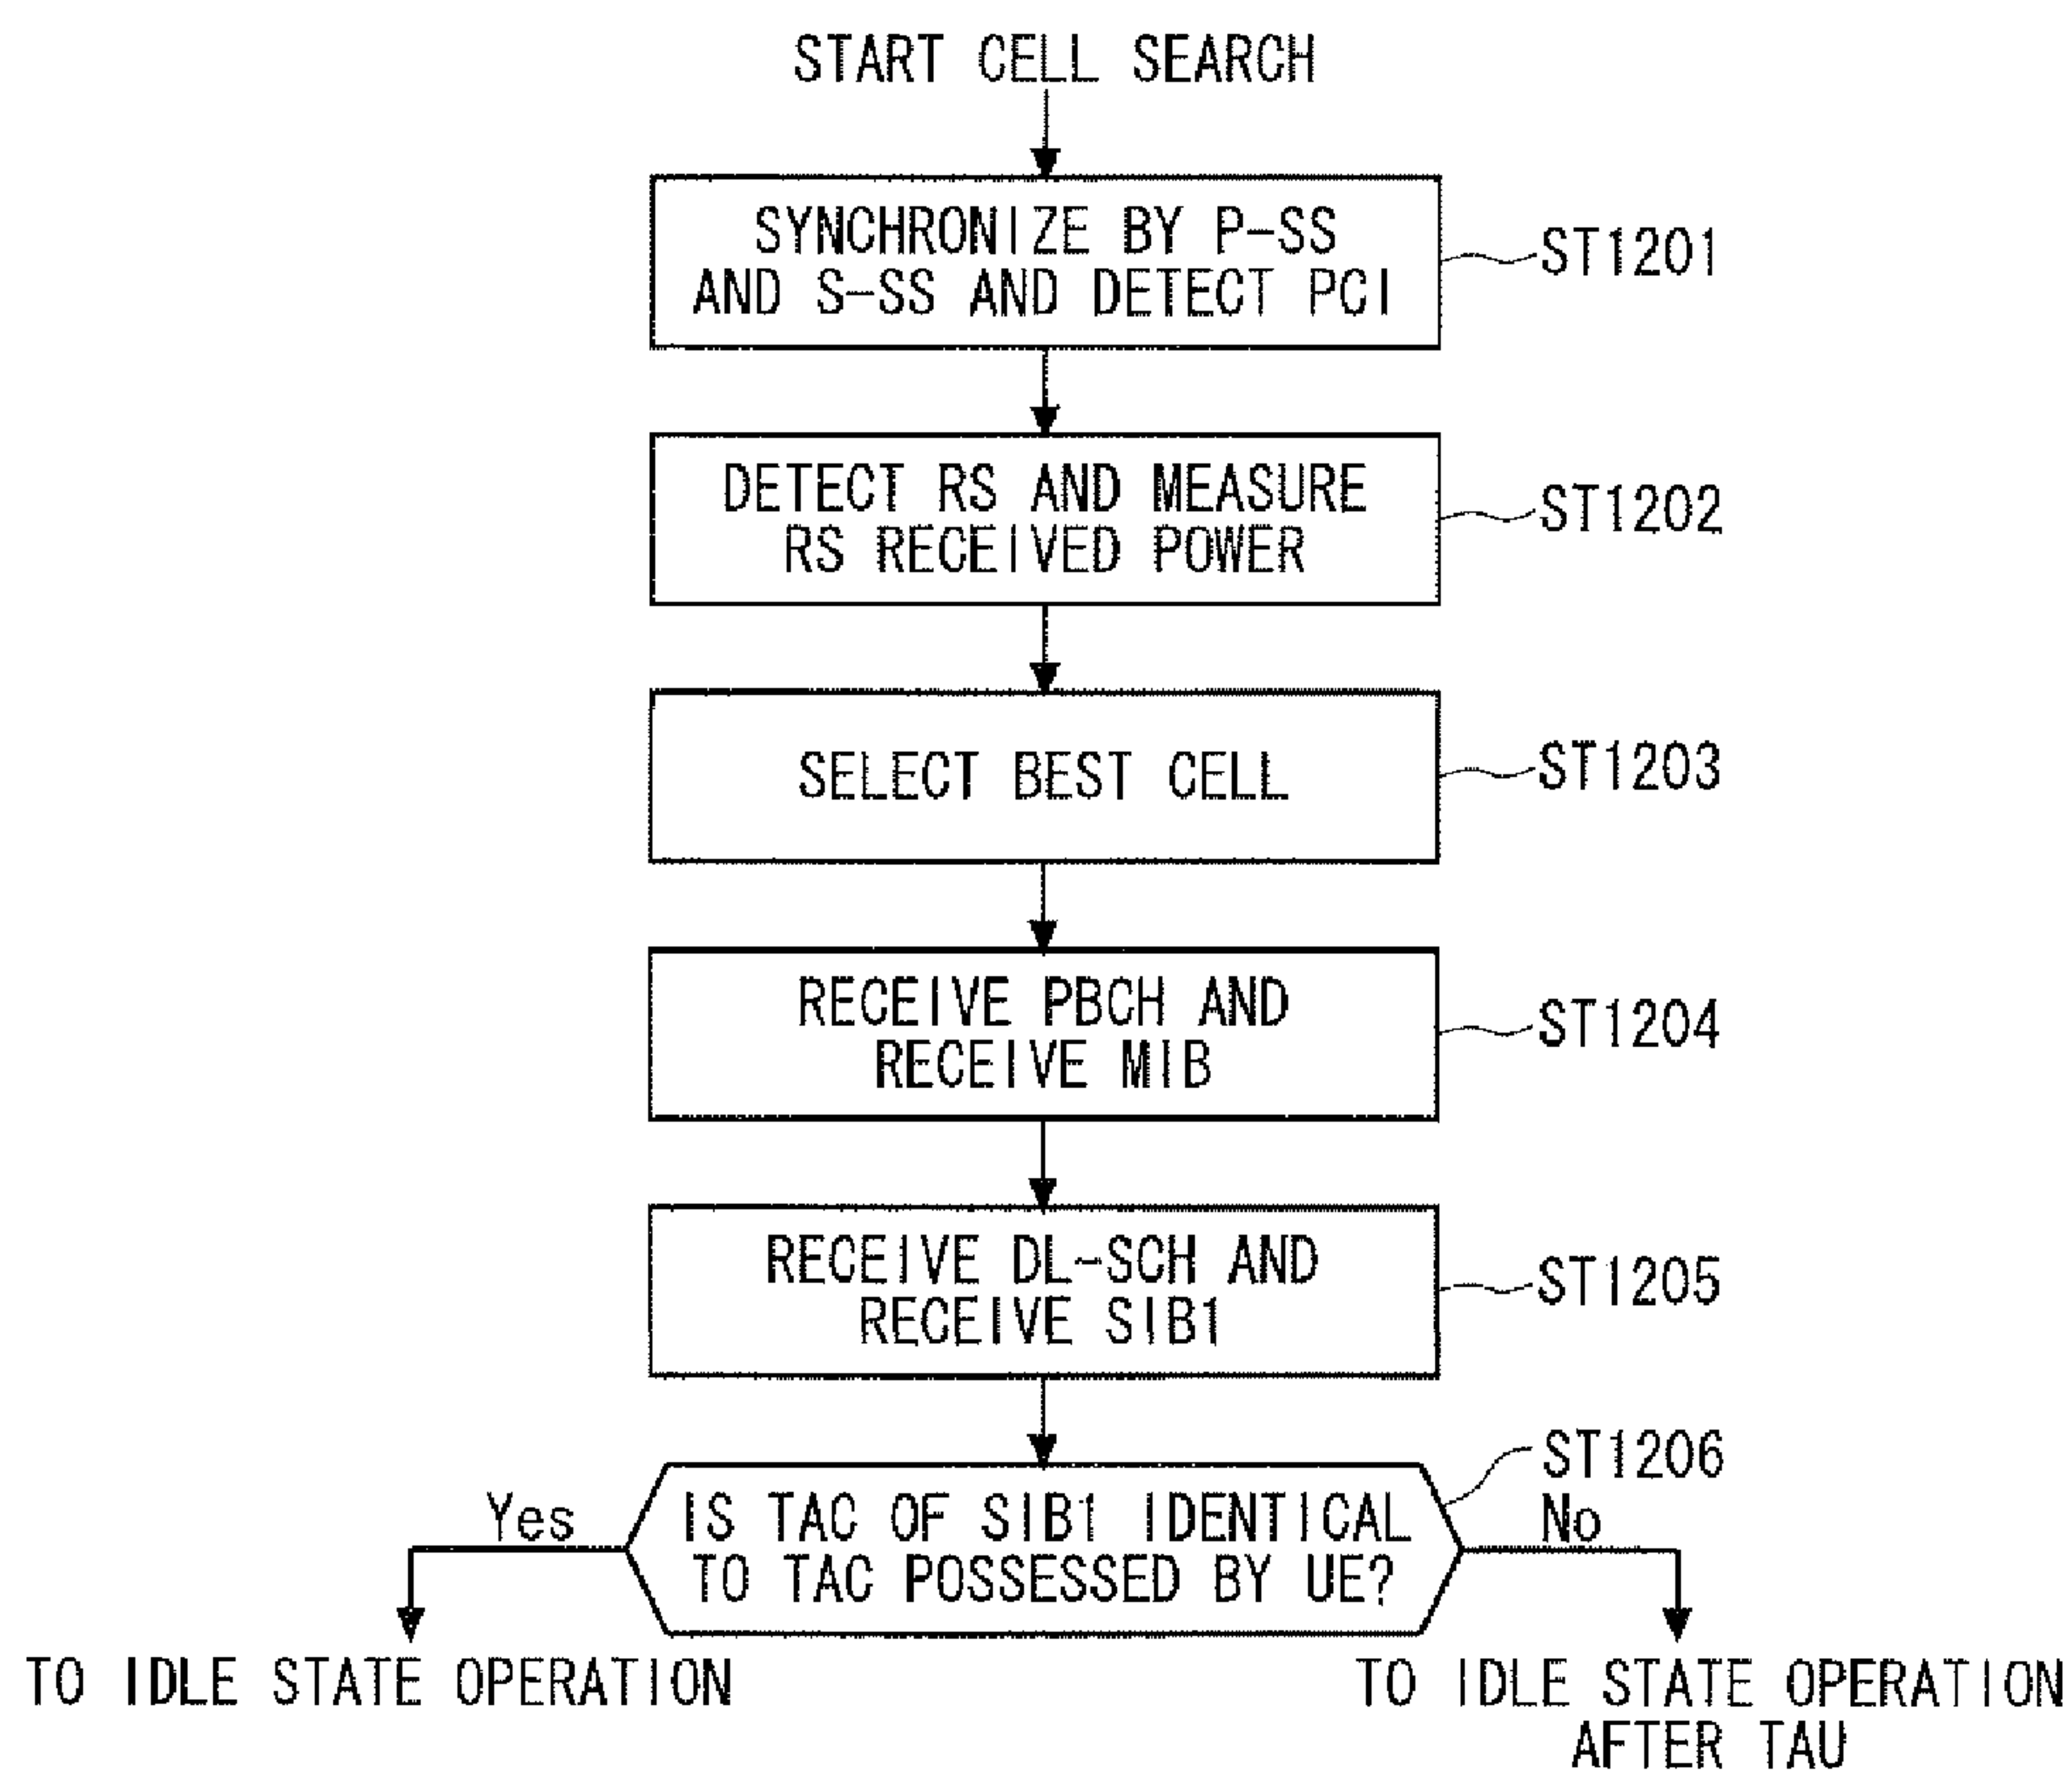 START CELL SEARCH
SYNCHRONIZE BY P-SS
AND S-SS AND DETECT PCI
ST1201
DETECT RS AND MEASURE
RS RECEIVED POWER
ST1202
SELECT BEST CELL
ST1203
RECEIVE PBCH AND
RECEIVE MIB
ST1204
RECEIVE DL-SCH AND
RECEIVE SIB1
ST1205
ST1206
IS TAC OF SIB1 IDENTICAL
TO TAC POSSESSED BY UE?
Yes
No
TO IDLE STATE OPERATION
TO IDLE STATE OPERATION
AFTER TAU